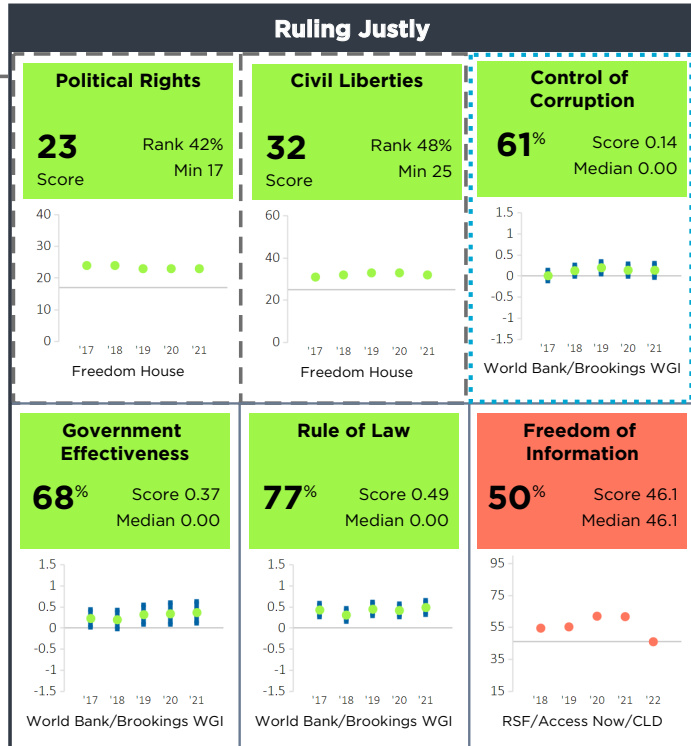 Ruling Justly
Political Rights
23
Score
Rank 42%
Min 17
40
30
20
10
0
'17 '18 '19 '20 '21
Freedom House
Civil Liberties
32
Score
Rank 48%
Min 25
60
40
20
0
'17 '18 '19 '20 '21
Freedom House
Control of
Corruption
61%
Score 0.14
Median 0.00
1.5
1
0.5
0
-0.5
-1
-1.5
'17 '18 '19 '20 '21
World Bank/Brookings WGI
Government
Effectiveness
68%
Score 0.37
Median 0.00
1.5
1
0.5
0
-0.5
-1
-1.5
'17 '18 '19 '20 '21
World Bank/Brookings WGI
Rule of Law
77%
Score 0.49
Median 0.00
1.5
1
0.5
0
-0.5
-1
-1.5
'17 '18 '19 '20 '21
World Bank/Brookings WGI
Freedom of
Information
50%
Score 46.1
Median 46.1
95
75
55
35
15
'18 '19 '20 '21 '22
RSF/Access Now/CLD